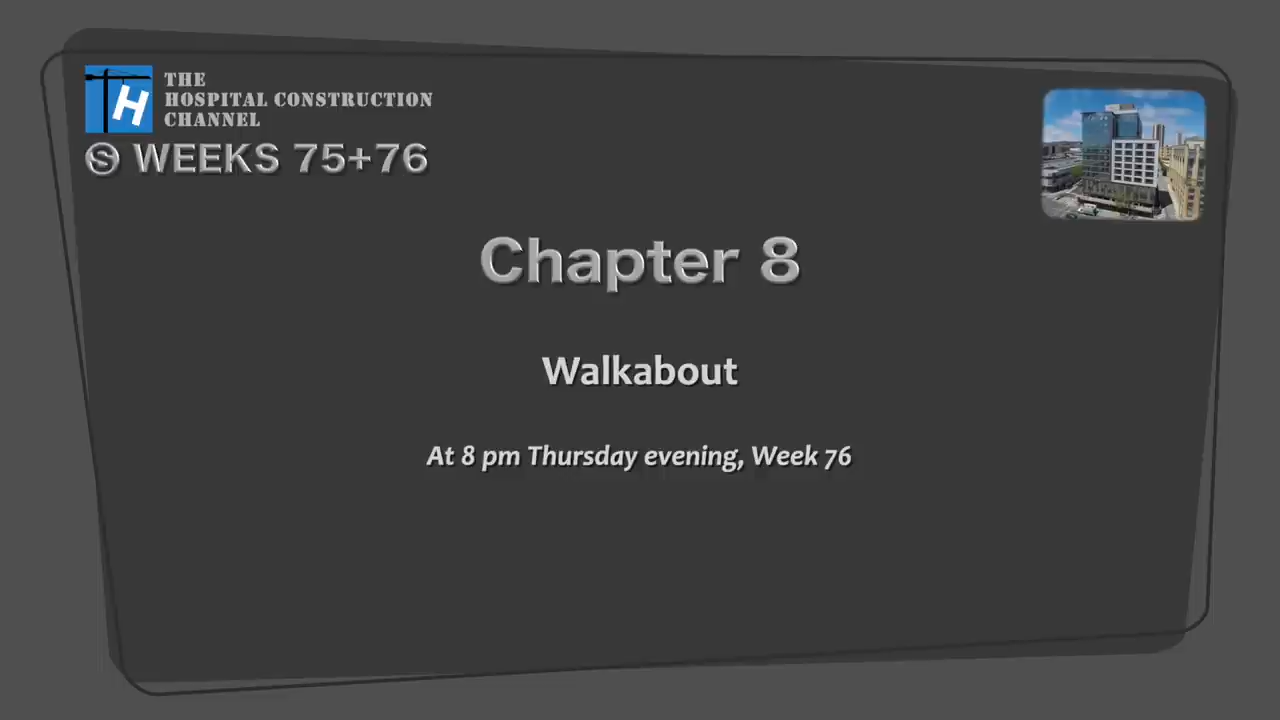 THE
HOSPITAL CONSTRUCTION
CHANNEL
H
S WEEKS 75+76
Chapter 8
Walkabout
At 8 pm Thursday evening, Week 76